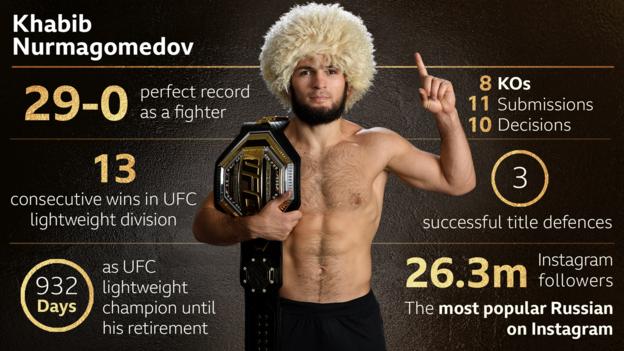 Khabib
Nurmagomedov
29-0
perfect record
as a fighter
8 KOs
11 Submissions
10 Decisions
13
consecutive wins in UFC
lightweight division
UFC
3
successful title defences
932
Days
as UFC
lightweight
champion until
his retirement
26.3m
Instagram
followers
The most popular Russian
on Instagram